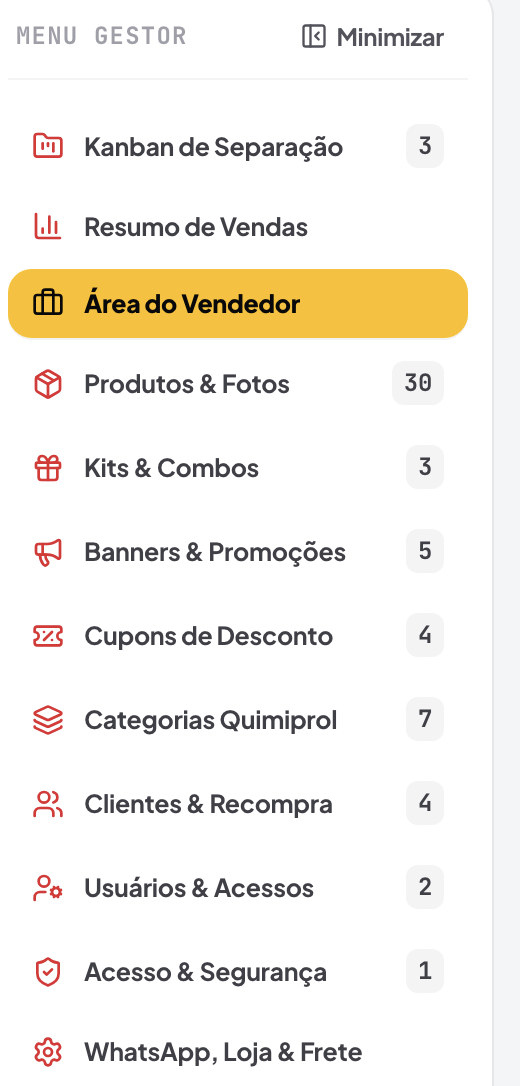 MENU GESTOR Minimizar
Kanban de Separação 3
Resumo de Vendas
Área do Vendedor
Produtos & Fotos 30
Kits & Combos 3
Banners & Promoções 5
Cupons de Desconto 4
Categorias Quimiprol 7
Clientes & Recompra 4
Usuários & Acessos 2
Acesso & Segurança 1
WhatsApp, Loja & Frete